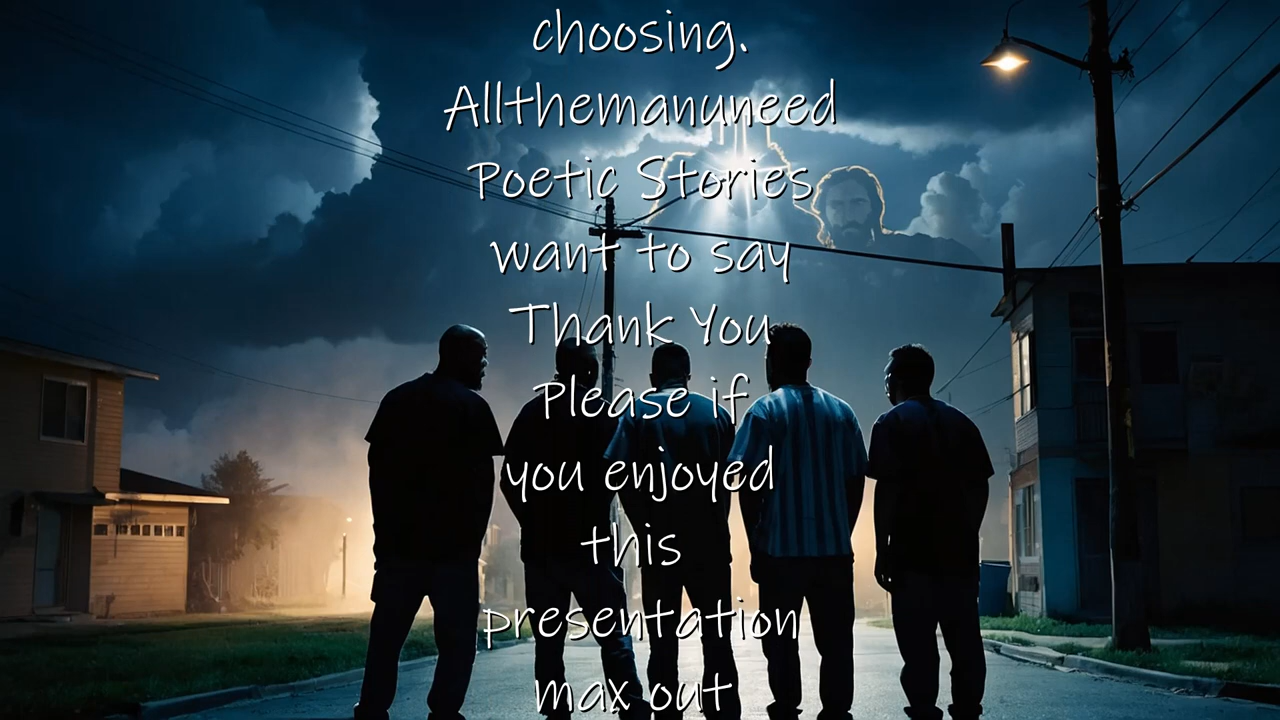 choosing.
Allthemanuneed
Poetic Stories
want to say
Thank You
Please if
you enjoyed
this
presentation
max out